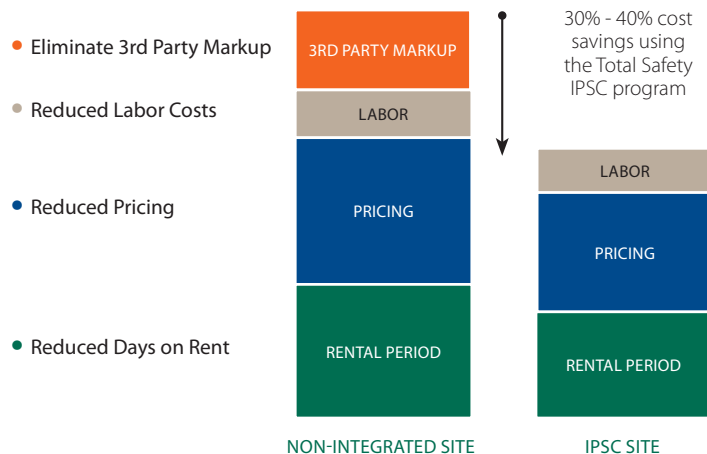 • Eliminate 3rd Party Markup
• Reduced Labor Costs
• Reduced Pricing
• Reduced Days on Rent
3RD PARTY MARKUP
LABOR
PRICING
RENTAL PERIOD
NON-INTEGRATED SITE
30% - 40% cost
savings using
the Total Safety
IPSC program
LABOR
PRICING
RENTAL PERIOD
IPSC SITE